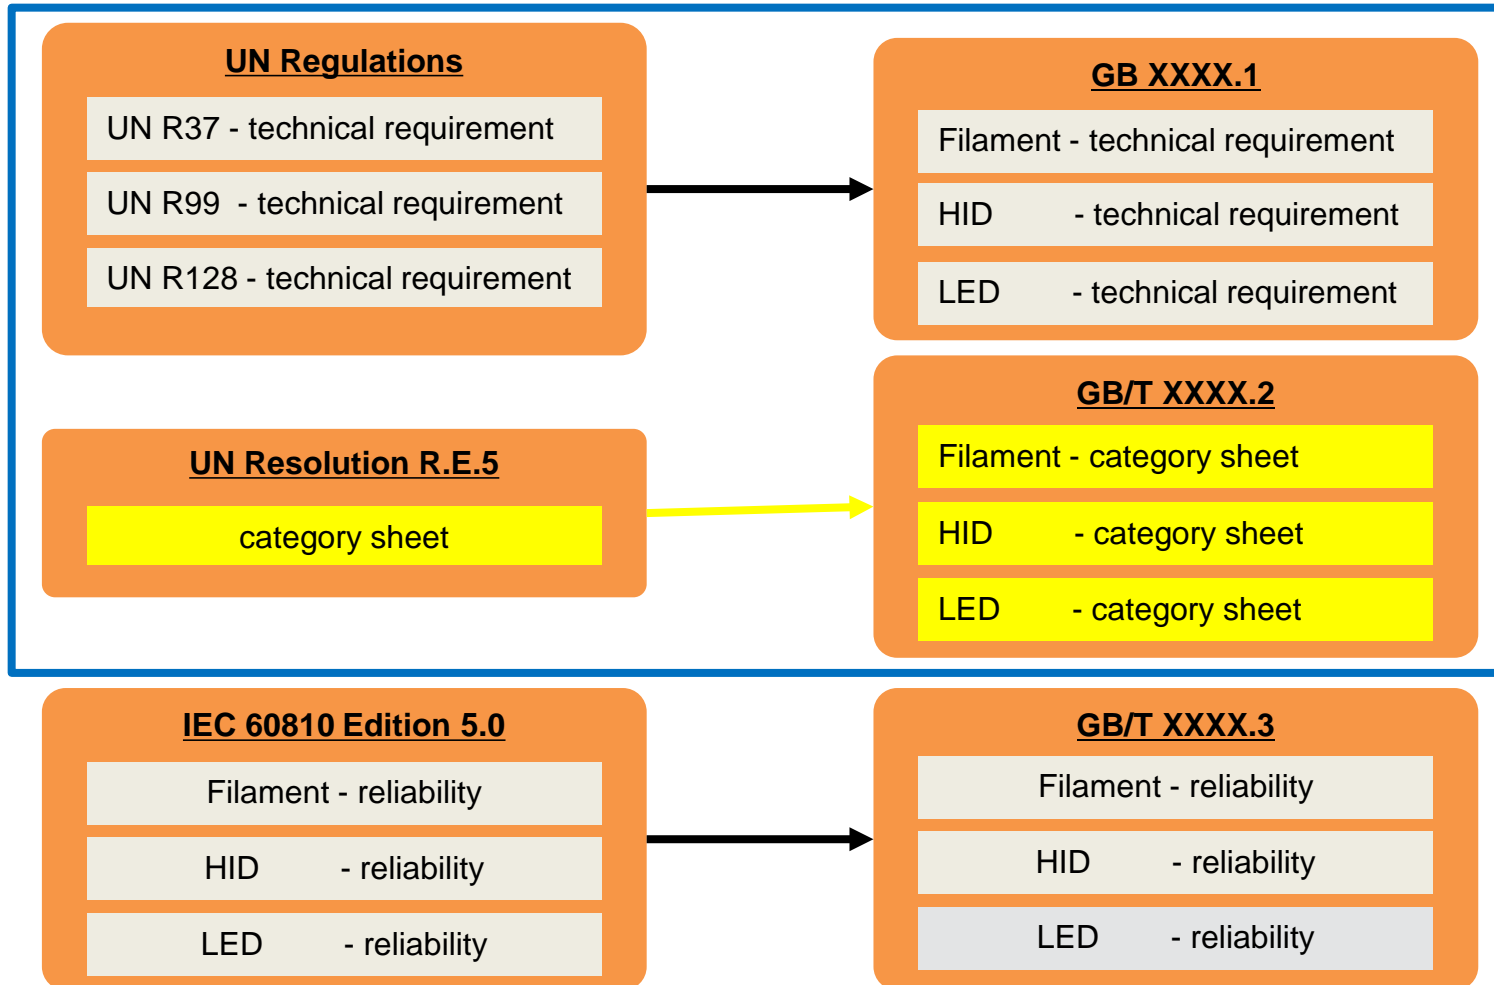 UN Regulations
UN R37 - technical requirement
UN R99 - technical requirement
UN R128 - technical requirement
GB XXXX.1
Filament - technical requirement
HID - technical requirement
LED - technical requirement
UN Resolution R.E.5
category sheet
GB/T XXXX.2
Filament - category sheet
HID - category sheet
LED - category sheet
IEC 60810 Edition 5.0
Filament - reliability
HID - reliability
LED - reliability
GB/T XXXX.3
Filament - reliability
HID - reliability
LED - reliability